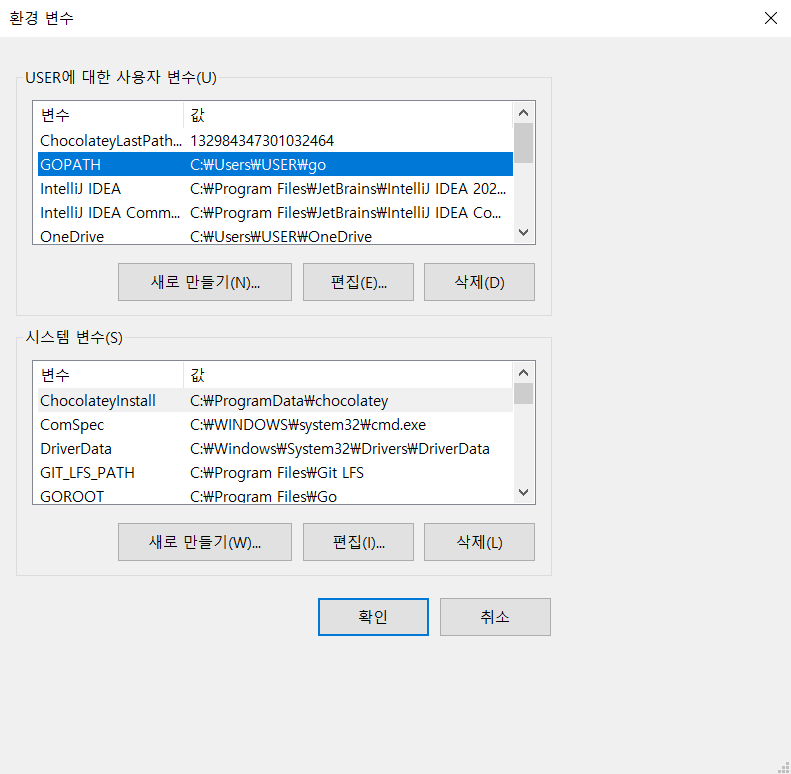 환경 변수
USER에 대한 사용자 변수(U)
변수 값
ChocolateyLastPath... 132984347301032464
GOPATH C:₩Users₩USER₩go
IntelliJ IDEA C:₩Program Files₩JetBrains₩IntelliJ IDEA 202...
IntelliJ IDEA Comm... C:₩Program Files₩JetBrains₩IntelliJ IDEA Co...
OneDrive C:₩Users₩USER₩OneDrive
새로 만들기(N)... 편집(E)... 삭제(D)
시스템 변수(S)
변수 값
ChocolateyInstall C:₩ProgramData₩chocolatey
ComSpec C:₩WINDOWS₩system32₩cmd.exe
DriverData C:₩Windows₩System32₩Drivers₩DriverData
GIT_LFS_PATH C:₩Program Files₩Git LFS
GOROOT C:₩Program Files₩Go
새로 만들기(W)... 편집(I)... 삭제(L)
확인 취소